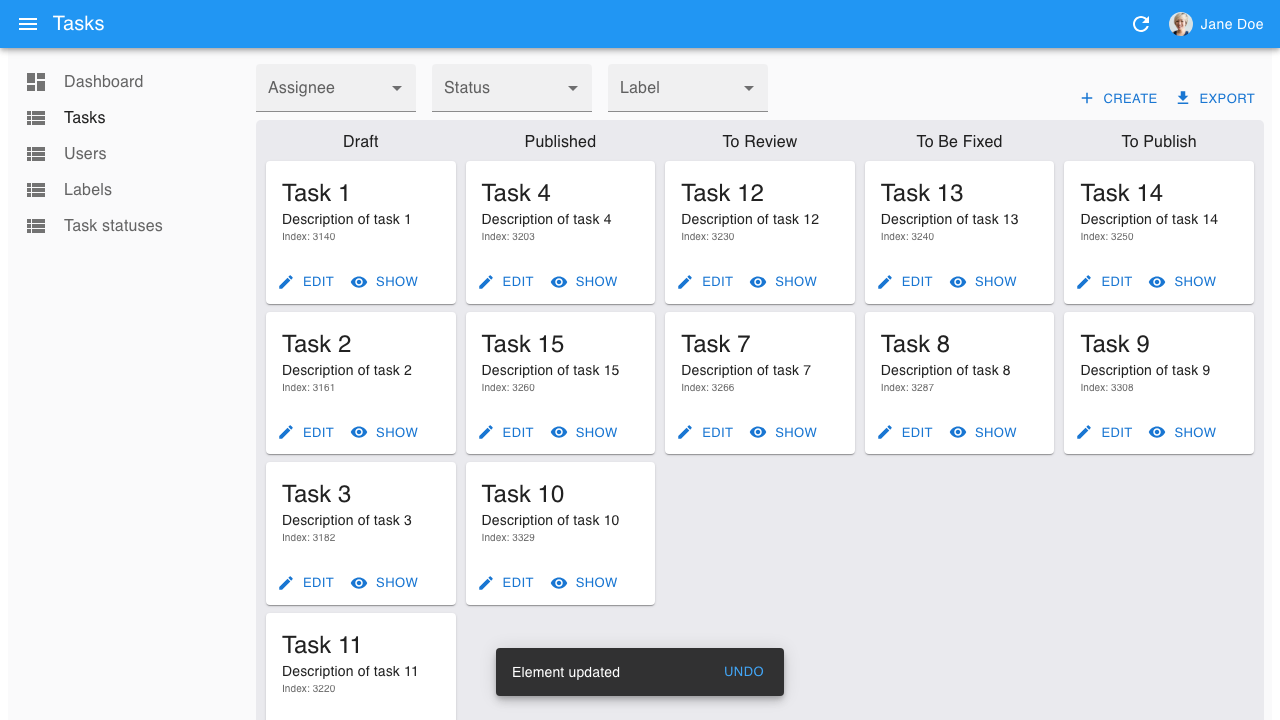 Tasks
Jane Doe
Dashboard
Tasks
Users
Labels
Task statuses
Assignee
Status
Label
CREATE
EXPORT
Draft
Published
To Review
To Be Fixed
To Publish
Task 1
Description of task 1
Index: 3140
EDIT
SHOW
Task 4
Description of task 4
Index: 3203
EDIT
SHOW
Task 12
Description of task 12
Index: 3230
EDIT
SHOW
Task 13
Description of task 13
Index: 3240
EDIT
SHOW
Task 14
Description of task 14
Index: 3250
EDIT
SHOW
Task 2
Description of task 2
Index: 3161
EDIT
SHOW
Task 15
Description of task 15
Index: 3260
EDIT
SHOW
Task 7
Description of task 7
Index: 3266
EDIT
SHOW
Task 8
Description of task 8
Index: 3287
EDIT
SHOW
Task 9
Description of task 9
Index: 3308
EDIT
SHOW
Task 3
Description of task 3
Index: 3182
EDIT
SHOW
Task 10
Description of task 10
Index: 3329
EDIT
SHOW
Task 11
Description of task 11
Index: 3220
Element updated
UNDO